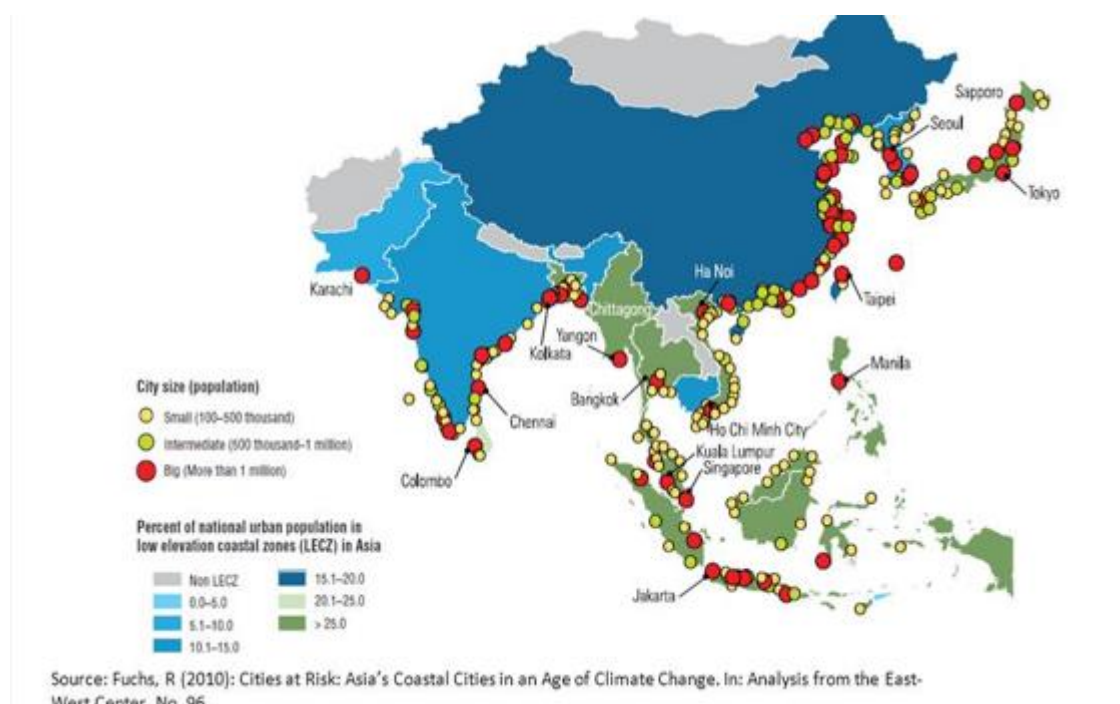 Sapporo
Seoul
Tokyo
Ha Noi
Taipei
Karachi
Chittagong
Kolkata
Yangon
Manila
Bangkok
Chennai
Ho Chi Minh City
Kuala Lumpur
Singapore
Colombo
Jakarta
City size (population)
Small (100–500 thousand)
Intermediate (500 thousand–1 million)
Big (More than 1 million)
Percent of national urban population in
low elevation coastal zones (LECZ) in Asia
Non LECZ
0.0–5.0
5.1–10.0
10.1–15.0
15.1–20.0
20.1–25.0
> 25.0
Source: Fuchs, R (2010): Cities at Risk: Asia's Coastal Cities in an Age of Climate Change. In: Analysis from the East-
West Center, No. 96